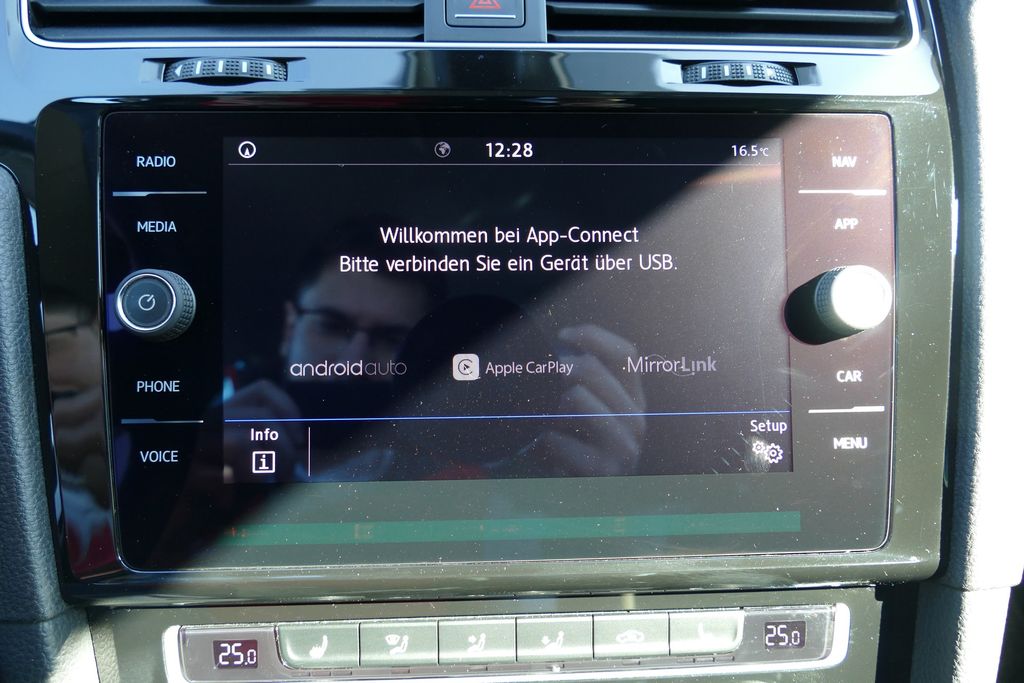 12:28
16.5°C
RADIO
MEDIA
PHONE
VOICE
Willkommen bei App-Connect
Bitte verbinden Sie ein Gerät über USB.
androidauto
Apple CarPlay
MirrorLink
Info
i
Setup
NAV
APP
CAR
MENU
25.0
25.0